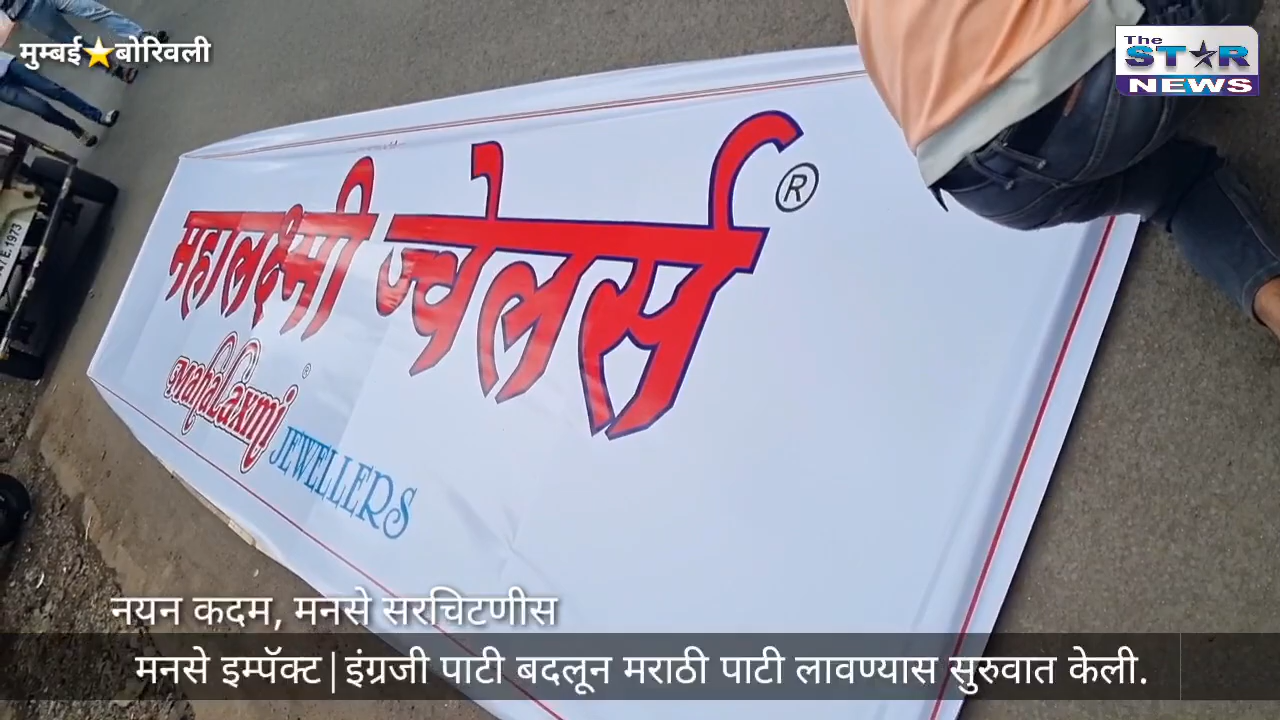 मुम्बई⭐बोरिवली
The
STAR
NEWS
महालक्ष्मी ज्वेलर्स ®
MahaLaxmi ®
JEWELLERS
नयन कदम, मनसे सरचिटणीस
मनसे इम्पॅक्ट|इंग्रजी पाटी बदलून मराठी पाटी लावण्यास सुरुवात केली.